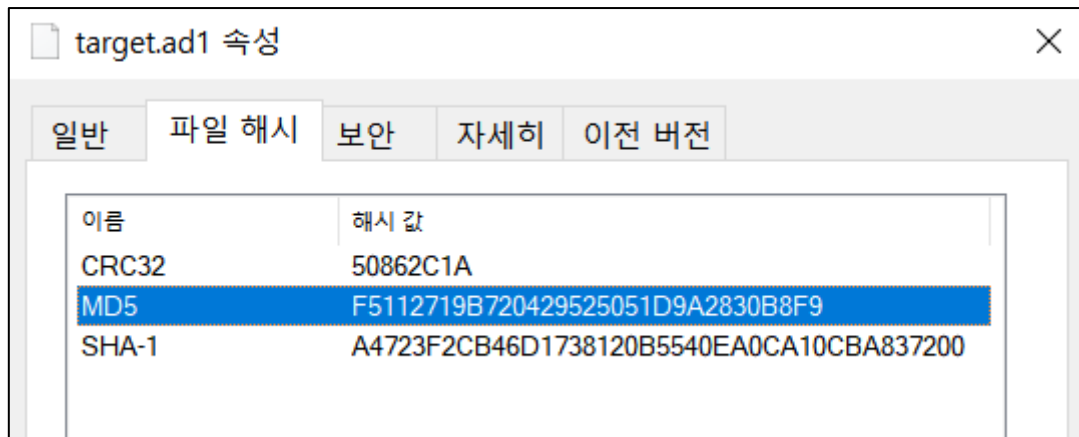 target.ad1 속성
일반 파일 해시 보안 자세히 이전 버전
이름 해시 값
CRC32 50862C1A
MD5 F5112719B720429525051D9A2830B8F9
SHA-1 A4723F2CB46D1738120B5540EA0CA10CBA837200